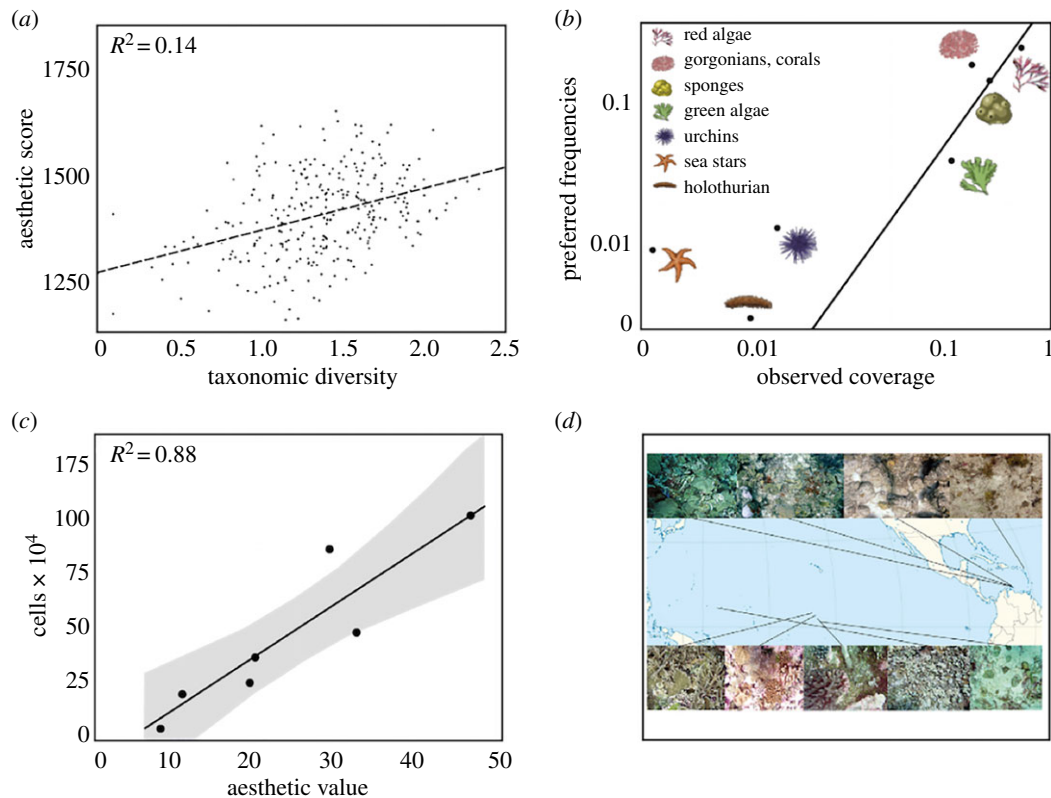 (a)
R² = 0.14
1750
1500
1250
aesthetic score
0 0.5 1.0 1.5 2.0 2.5
taxonomic diversity
(b)
red algae
gorgonians, corals
sponges
green algae
urchins
sea stars
holothurian
0.1
0.01
0
preferred frequencies
0 0.01 0.1 1
observed coverage
(c)
R² = 0.88
175
100
75
50
25
0
cells × 10⁴
0 10 20 30 40 50
aesthetic value
(d)